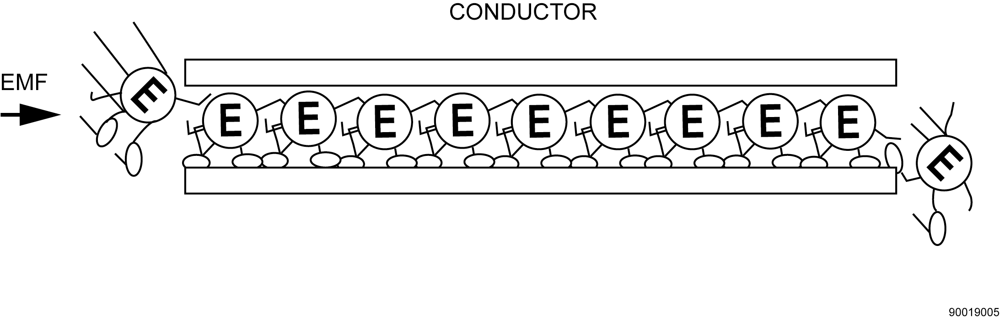 CONDUCTOR
EMF
E
E E E E E E E E E
E
90019005